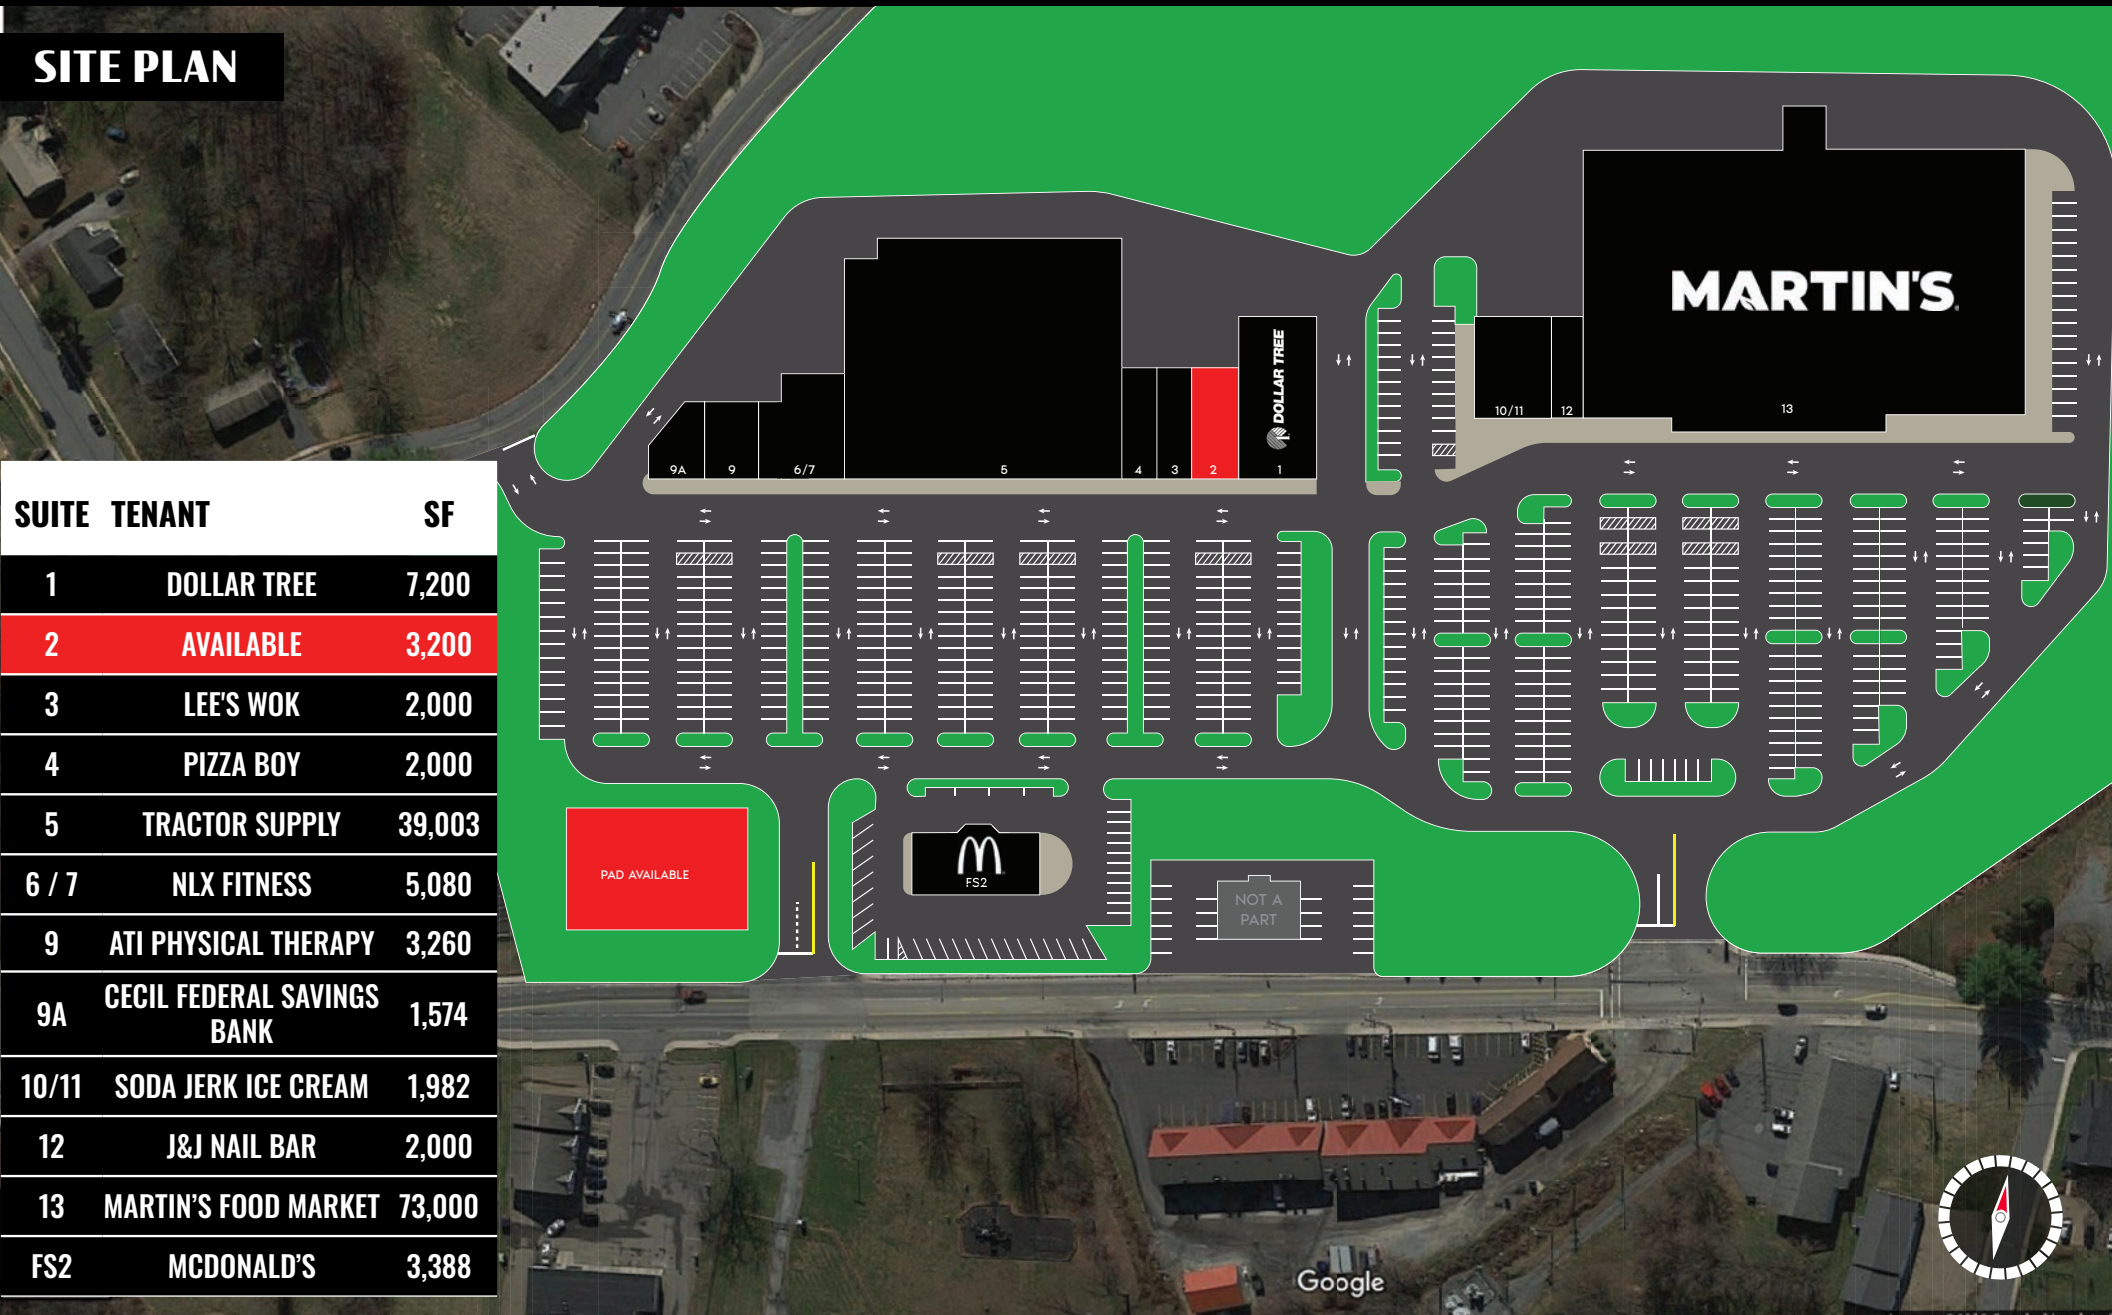 SITE PLAN
SUITE TENANT SF
1 DOLLAR TREE 7,200
2 AVAILABLE 3,200
3 LEE'S WOK 2,000
4 PIZZA BOY 2,000
5 TRACTOR SUPPLY 39,003
6 / 7 NLX FITNESS 5,080
9 ATI PHYSICAL THERAPY 3,260
9A CECIL FEDERAL SAVINGS BANK 1,574
10/11 SODA JERK ICE CREAM 1,982
12 J&J NAIL BAR 2,000
13 MARTIN’S FOOD MARKET 73,000
FS2 MCDONALD’S 3,388
MARTIN'S
DOLLAR TREE
10/11 12 13
9A 9 6/7 5 4 3 2 1
PAD AVAILABLE
FS2
NOT A
PART
Google